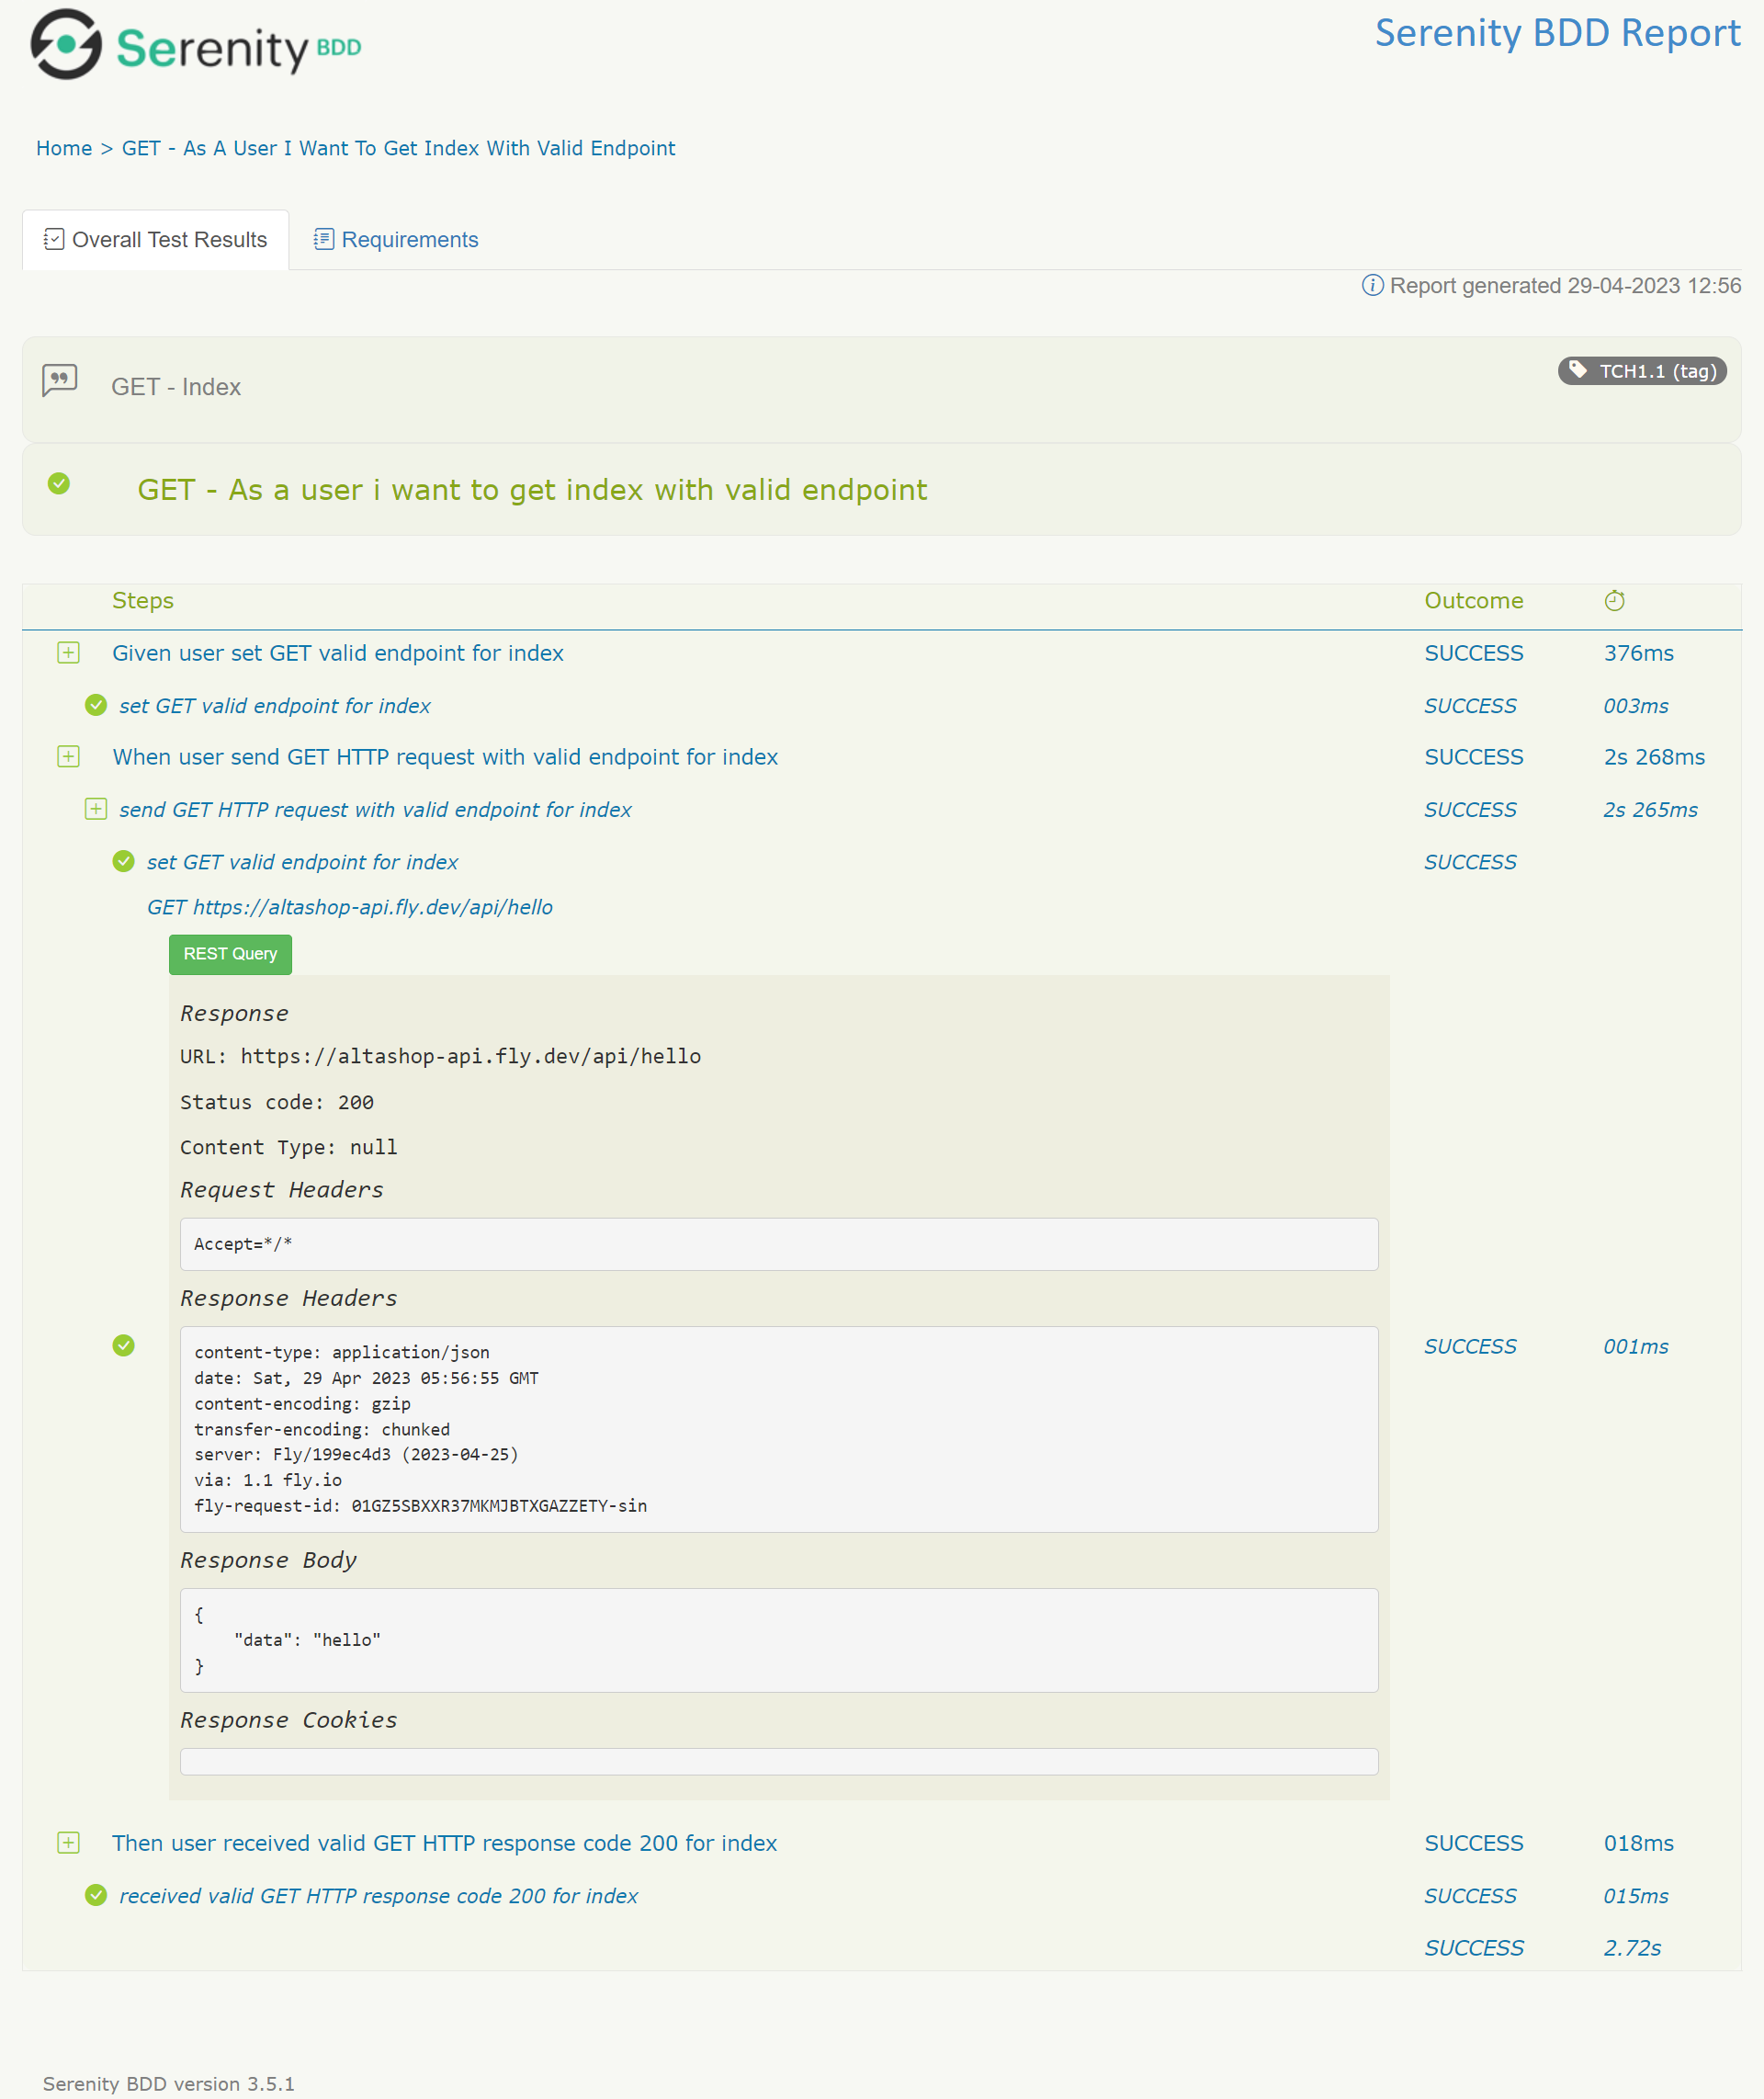 Serenity BDD
Serenity BDD Report
Home > GET - As A User I Want To Get Index With Valid Endpoint
Overall Test Results
Requirements
Report generated 29-04-2023 12:56
GET - Index
TCH1.1 (tag)
GET - As a user i want to get index with valid endpoint
Steps Outcome
Given user set GET valid endpoint for index SUCCESS 376ms
set GET valid endpoint for index SUCCESS 003ms
When user send GET HTTP request with valid endpoint for index SUCCESS 2s 268ms
send GET HTTP request with valid endpoint for index SUCCESS 2s 265ms
set GET valid endpoint for index SUCCESS
GET https://altashop-api.fly.dev/api/hello
REST Query
Response
URL: https://altashop-api.fly.dev/api/hello
Status code: 200
Content Type: null
Request Headers
Accept=*/*
Response Headers
content-type: application/json
date: Sat, 29 Apr 2023 05:56:55 GMT
content-encoding: gzip
transfer-encoding: chunked
server: Fly/199ec4d3 (2023-04-25)
via: 1.1 fly.io
fly-request-id: 01GZ5SBXXR37MKMJBTXGAZZETY-sin
SUCCESS 001ms
Response Body
{
"data": "hello"
}
Response Cookies
Then user received valid GET HTTP response code 200 for index SUCCESS 018ms
received valid GET HTTP response code 200 for index SUCCESS 015ms
SUCCESS 2.72s
Serenity BDD version 3.5.1